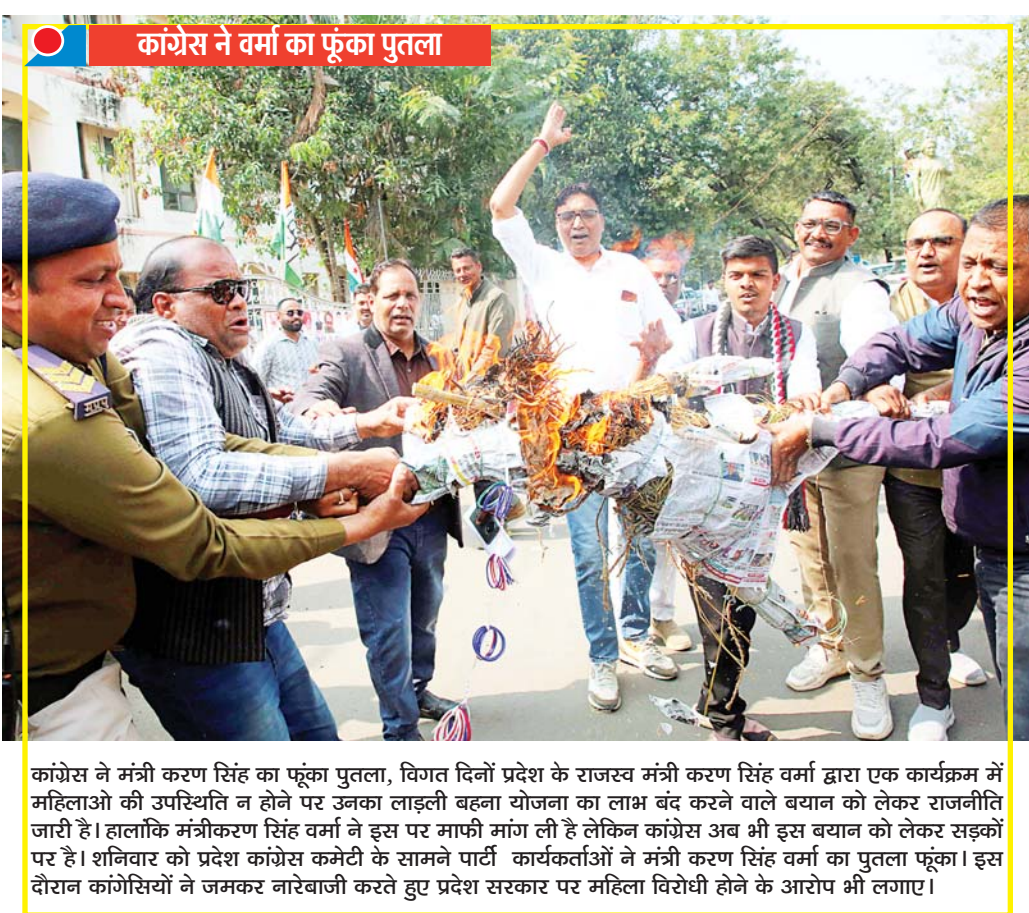 कांग्रेस ने वर्मा का फूंका पुतला
मप्रपु
कांग्रेस ने मंत्री करण सिंह का फूंका पुतला, विगत दिनों प्रदेश के राजस्व मंत्री करण सिंह वर्मा द्वारा एक कार्यक्रम में
महिलाओ की उपस्थिति न होने पर उनका लाड़ली बहना योजना का लाभ बंद करने वाले बयान को लेकर राजनीति
जारी है। हालांकि मंत्रीकरण सिंह वर्मा ने इस पर माफी मांग ली है लेकिन कांग्रेस अब भी इस बयान को लेकर सड़कों
पर है। शनिवार को प्रदेश कांग्रेस कमेटी के सामने पार्टी कार्यकर्ताओं ने मंत्री करण सिंह वर्मा का पुतला फूंका। इस
दौरान कांगेसियों ने जमकर नारेबाजी करते हुए प्रदेश सरकार पर महिला विरोधी होने के आरोप भी लगाए।